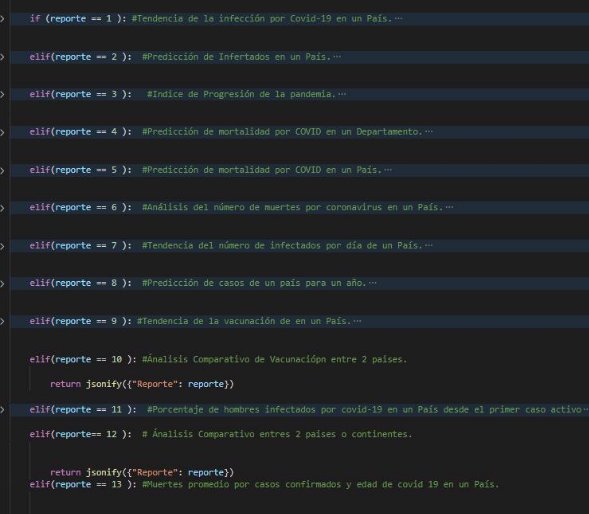 if (reporte == 1 ): #Tendencia de la infección por Covid-19 en un País.···
elif(reporte == 2 ):  #Predicción de Infertados en un Pais.···
elif(reporte == 3 ):   #Indice de Progresión de la pandemia.···
elif(reporte == 4 ):  #Predicción de mortalidad por COVID en un Departamento.···
elif(reporte == 5 ):  #Predicción de mortalidad por COVID en un País.···
elif(reporte == 6 ):  #Análisis del número de muertes por coronavirus en un País.···
elif(reporte == 7 ):  #Tendencia del número de infectados por día de un País.···
elif(reporte == 8 ):  #Predicción de casos de un país para un año.···
elif(reporte == 9 ): #Tendencia de la vacunación de en un País.···
elif(reporte == 10 ): #Ánalisis Comparativo de Vacunaciópn entre 2 paises.
return jsonify({"Reporte": reporte})
elif(reporte == 11 ):  #Porcentaje de hombres infectados por covid-19 en un País desde el primer caso activo···
elif(reporte== 12 ):  # Ánalisis Comparativo entres 2 paises o continentes.
return jsonify({"Reporte": reporte})
elif(reporte == 13 ): #Muertes promedio por casos confirmados y edad de covid 19 en un País.